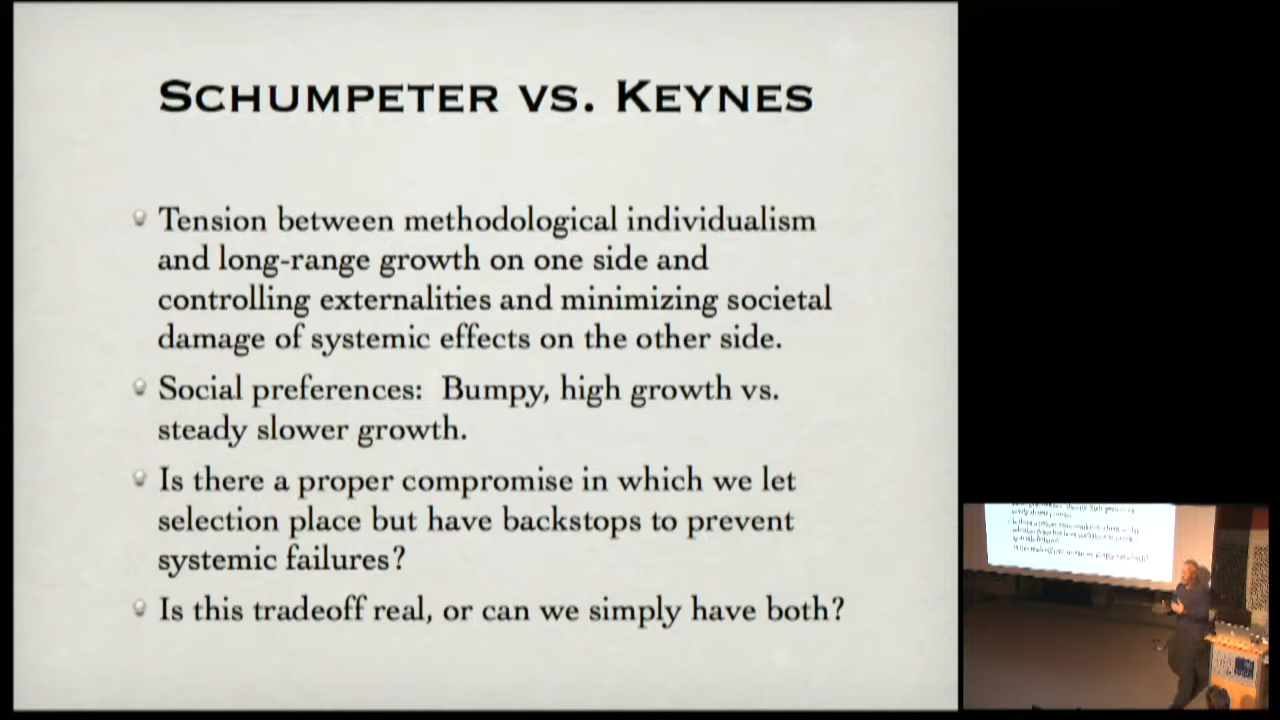 SCHUMPETER VS. KEYNES
Tension between methodological individualism
and long-range growth on one side and
controlling externalities and minimizing societal
damage of systemic effects on the other side.
Social preferences: Bumpy, high growth vs.
steady slower growth.
Is there a proper compromise in which we let
selection place but have backstops to prevent
systemic failures?
Is this tradeoff real, or can we simply have both?